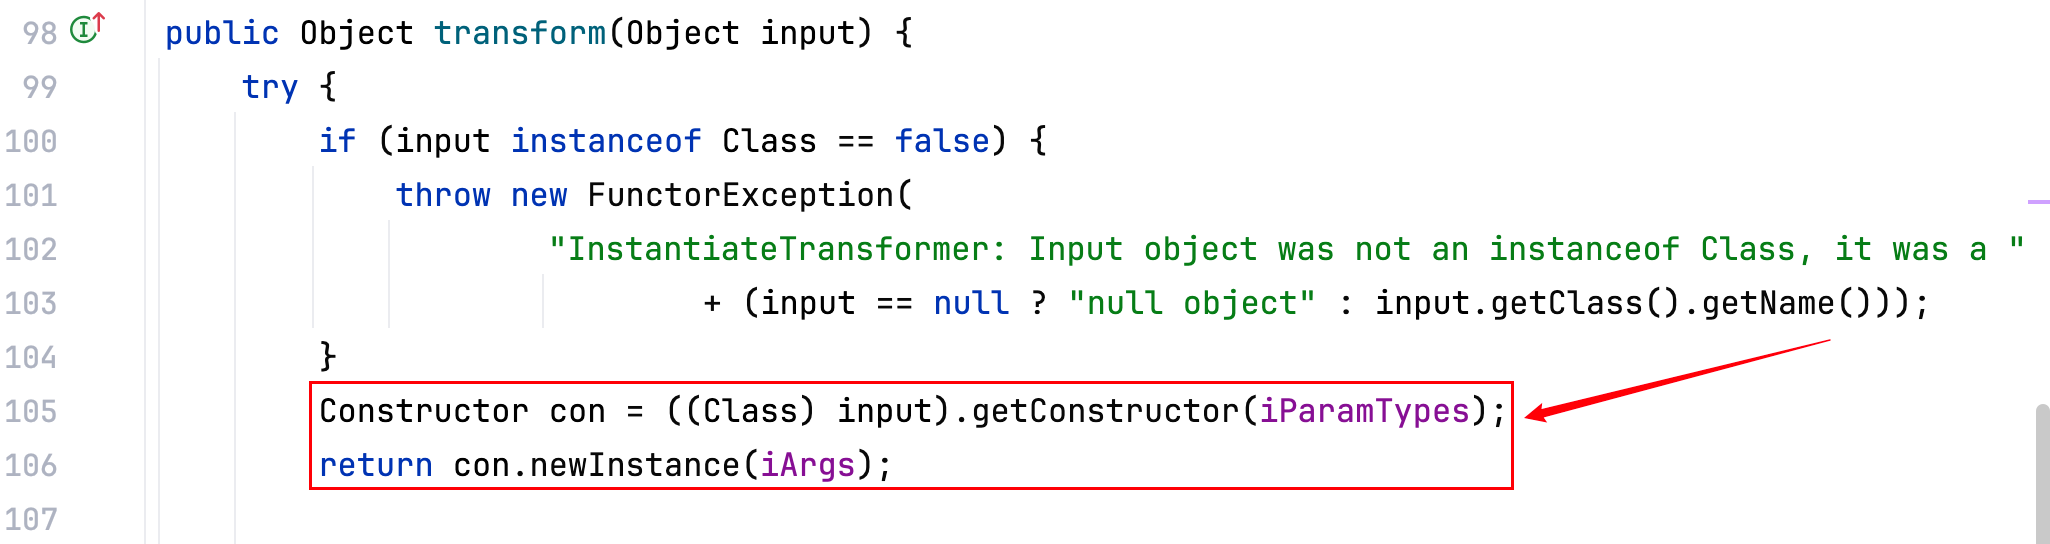 98 public Object transform(Object input) {
99 try {
100 if (input instanceof Class == false) {
101 throw new FunctorException(
102 "InstantiateTransformer: Input object was not an instanceof Class, it was a "
103 + (input == null ? "null object" : input.getClass().getName()));
104 }
105 Constructor con = ((Class) input).getConstructor(iParamTypes);
106 return con.newInstance(iArgs);
107